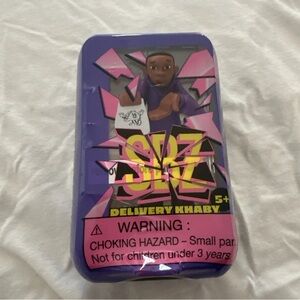 SBZ
5+
DELIVERY KHABY
WARNING :
CHOKING HAZARD - Small par
Not for children under 3 years